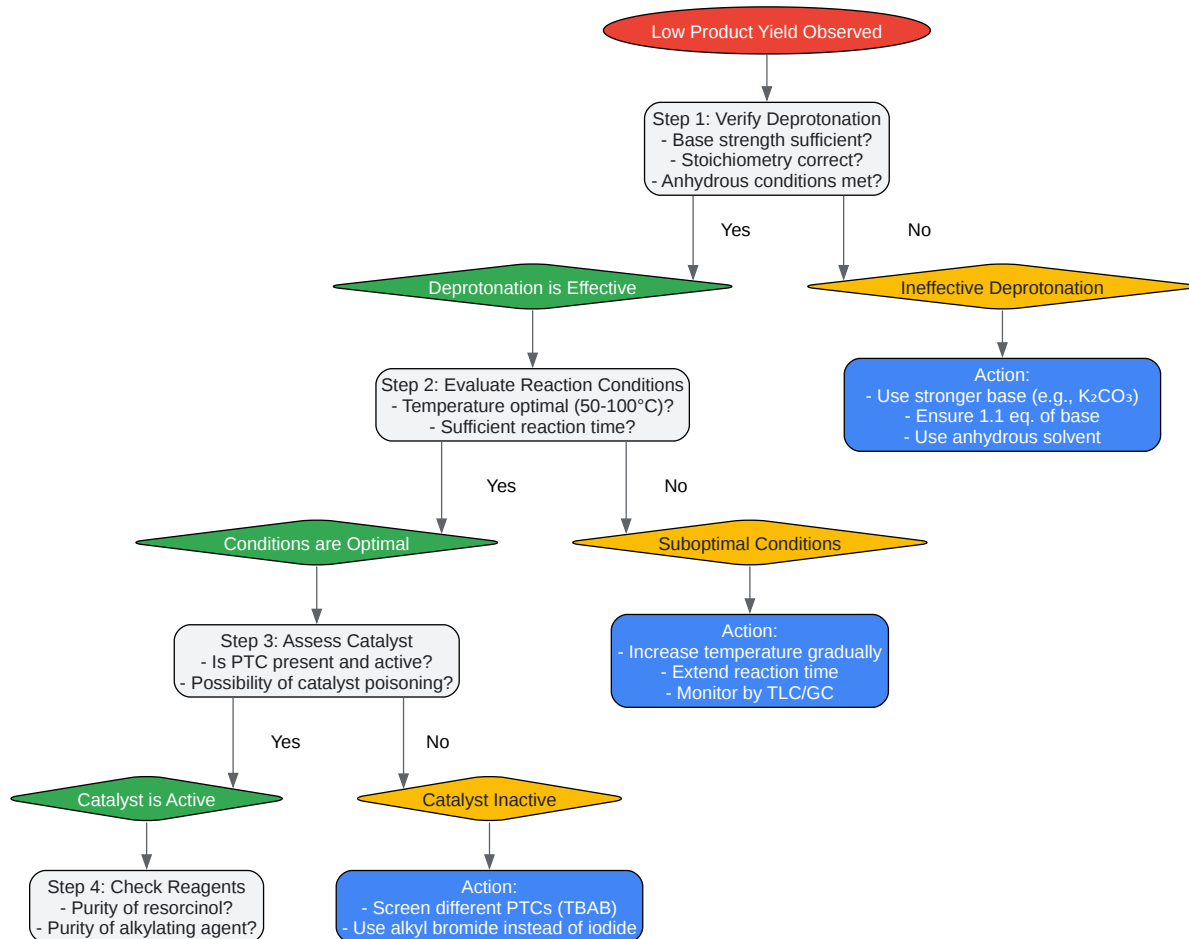 Low Product Yield Observed
Step 1: Verify Deprotonation
- Base strength sufficient?
- Stoichiometry correct?
- Anhydrous conditions met?
Yes
No
Deprotonation is Effective
Ineffective Deprotonation
Step 2: Evaluate Reaction Conditions
- Temperature optimal (50-100°C)?
- Sufficient reaction time?
Action:
- Use stronger base (e.g., K₂CO₃)
- Ensure 1.1 eq. of base
- Use anhydrous solvent
Yes
No
Conditions are Optimal
Suboptimal Conditions
Step 3: Assess Catalyst
- Is PTC present and active?
- Possibility of catalyst poisoning?
Action:
- Increase temperature gradually
- Extend reaction time
- Monitor by TLC/GC
Yes
No
Catalyst is Active
Catalyst Inactive
Step 4: Check Reagents
- Purity of resorcinol?
- Purity of alkylating agent?
Action:
- Screen different PTCs (TBAB)
- Use alkyl bromide instead of iodide